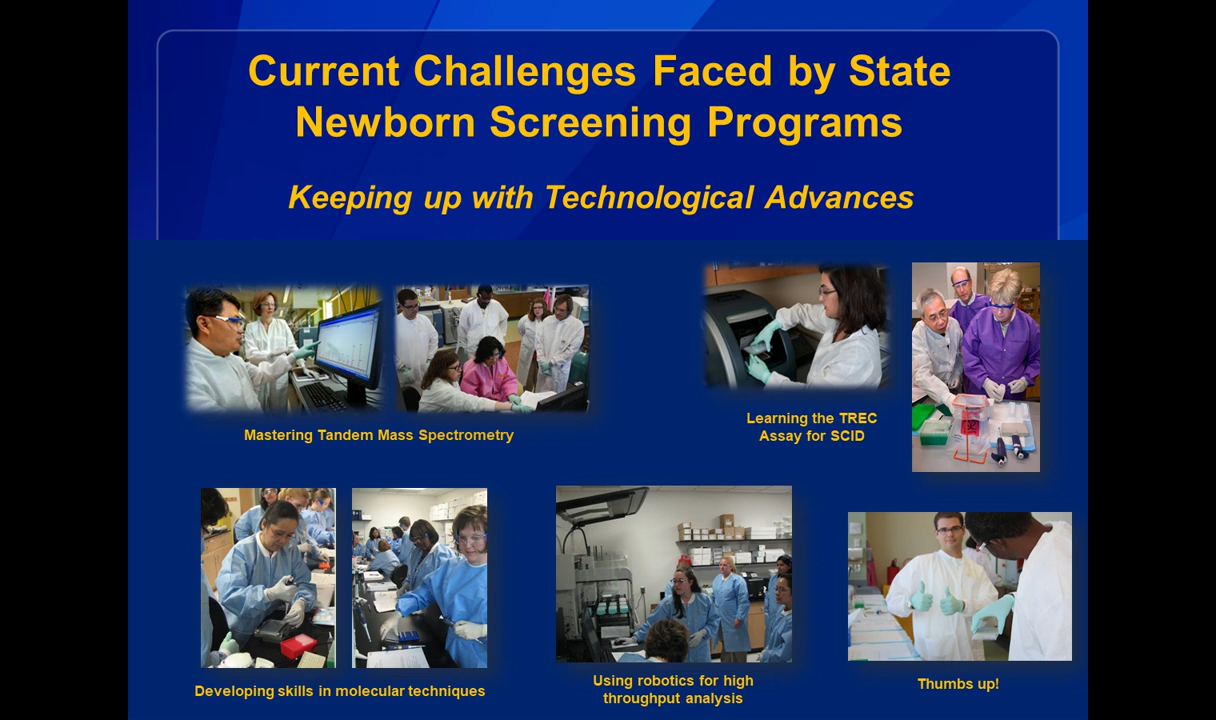 Current Challenges Faced by State
Newborn Screening Programs
Keeping up with Technological Advances
Mastering Tandem Mass Spectrometry
Learning the TREC
Assay for SCID
Developing skills in molecular techniques
Using robotics for high
throughput analysis
Thumbs up!